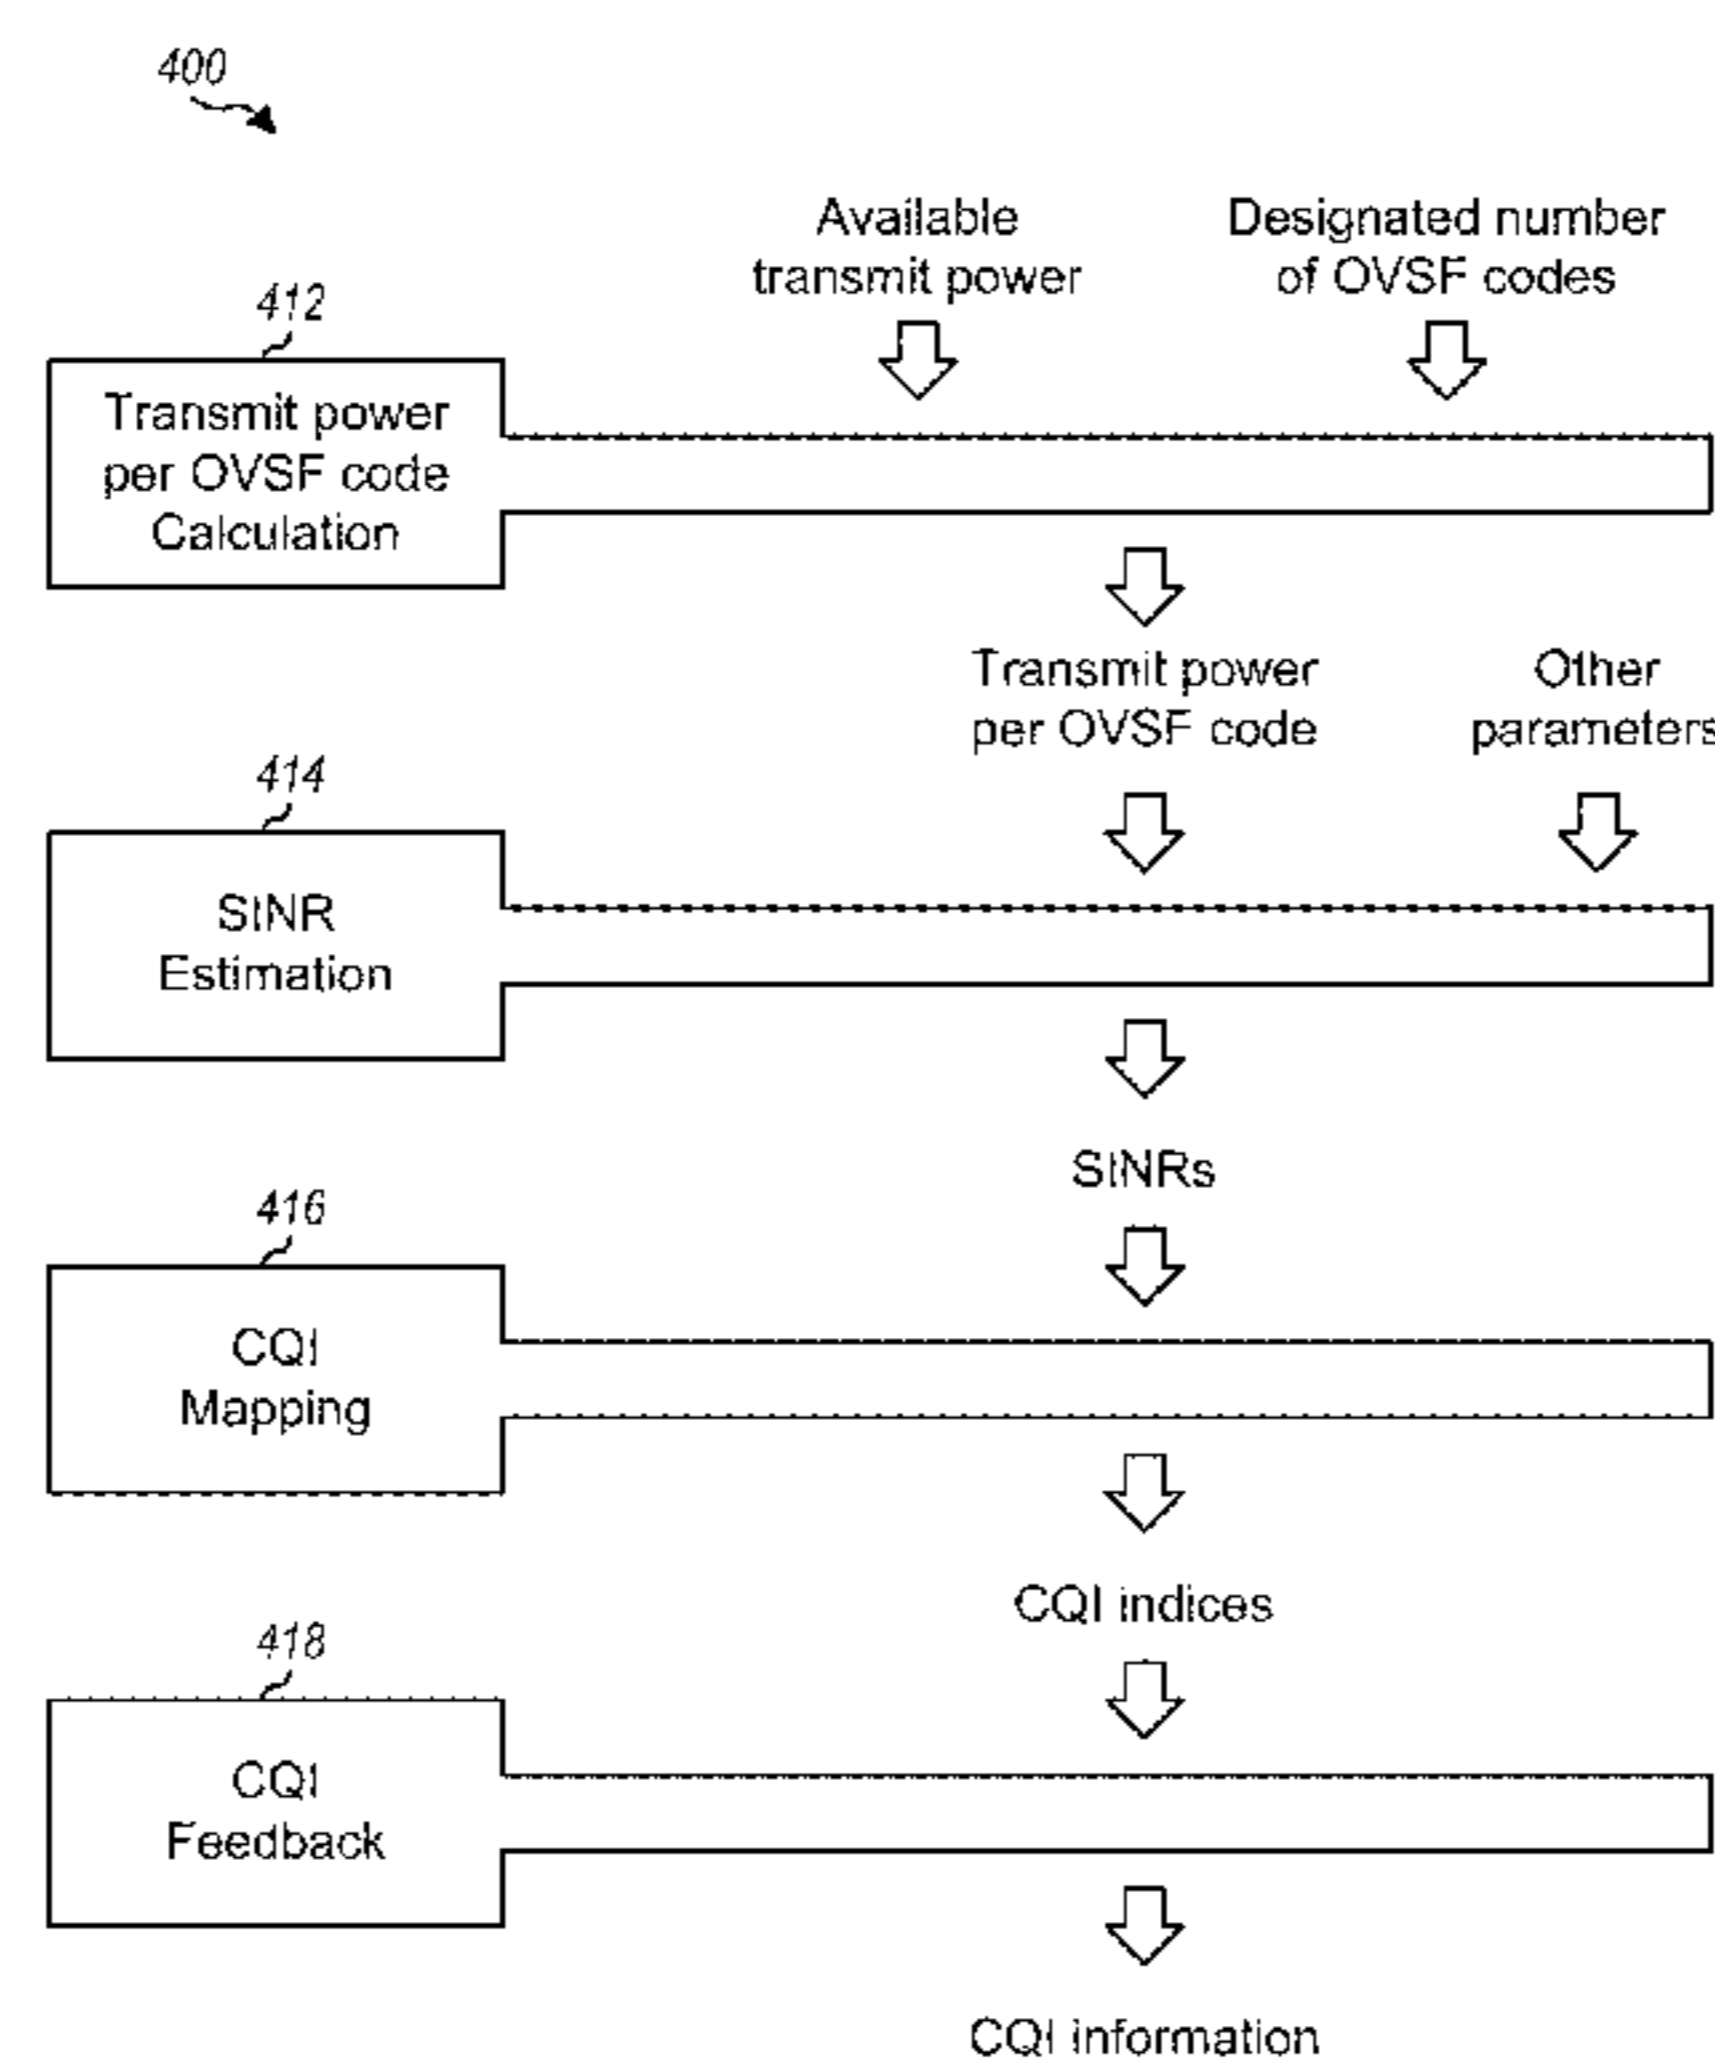 400
Available
transmit power
Designated number
of OVSF codes
412
Transmit power
per OVSF code
Calculation
Transmit power
per OVSF code
Other
parameters
414
SINR
Estimation
SINRs
416
CQI
Mapping
CQI indices
418
CQI
Feedback
CQI information